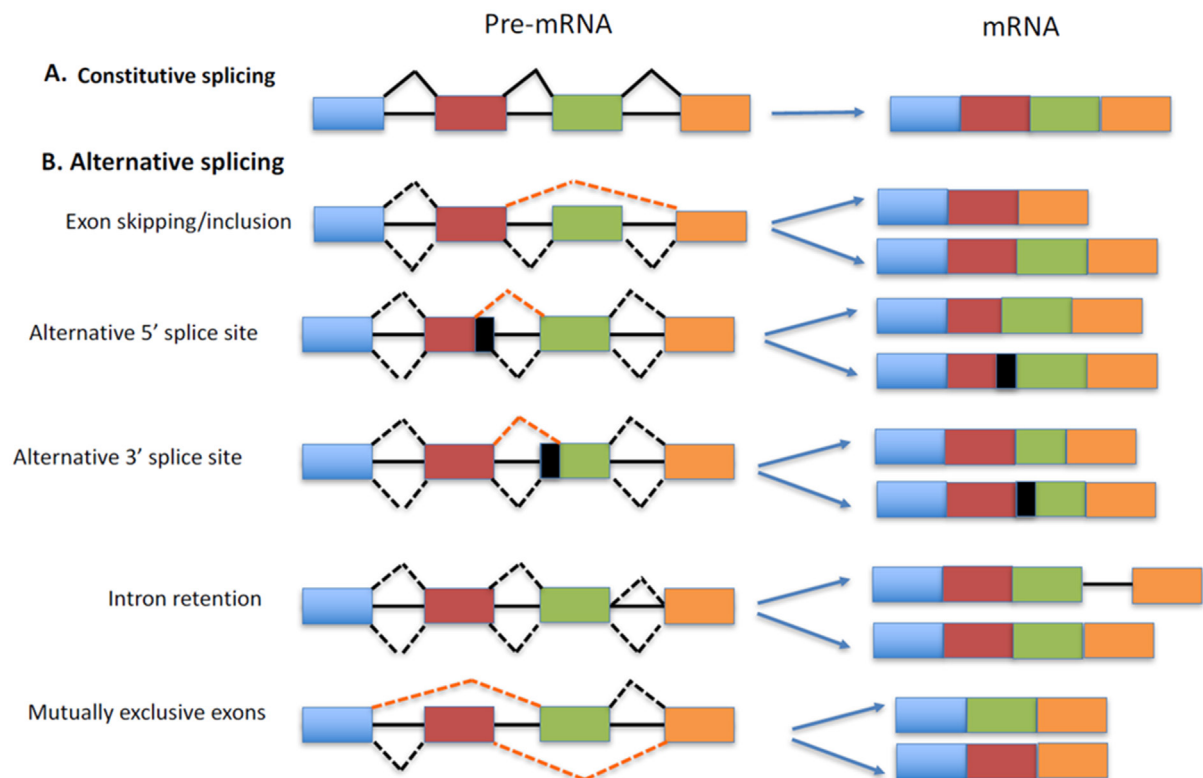 Pre-mRNA
mRNA
A. Constitutive splicing
B. Alternative splicing
Exon skipping/inclusion
Alternative 5' splice site
Alternative 3' splice site
Intron retention
Mutually exclusive exons